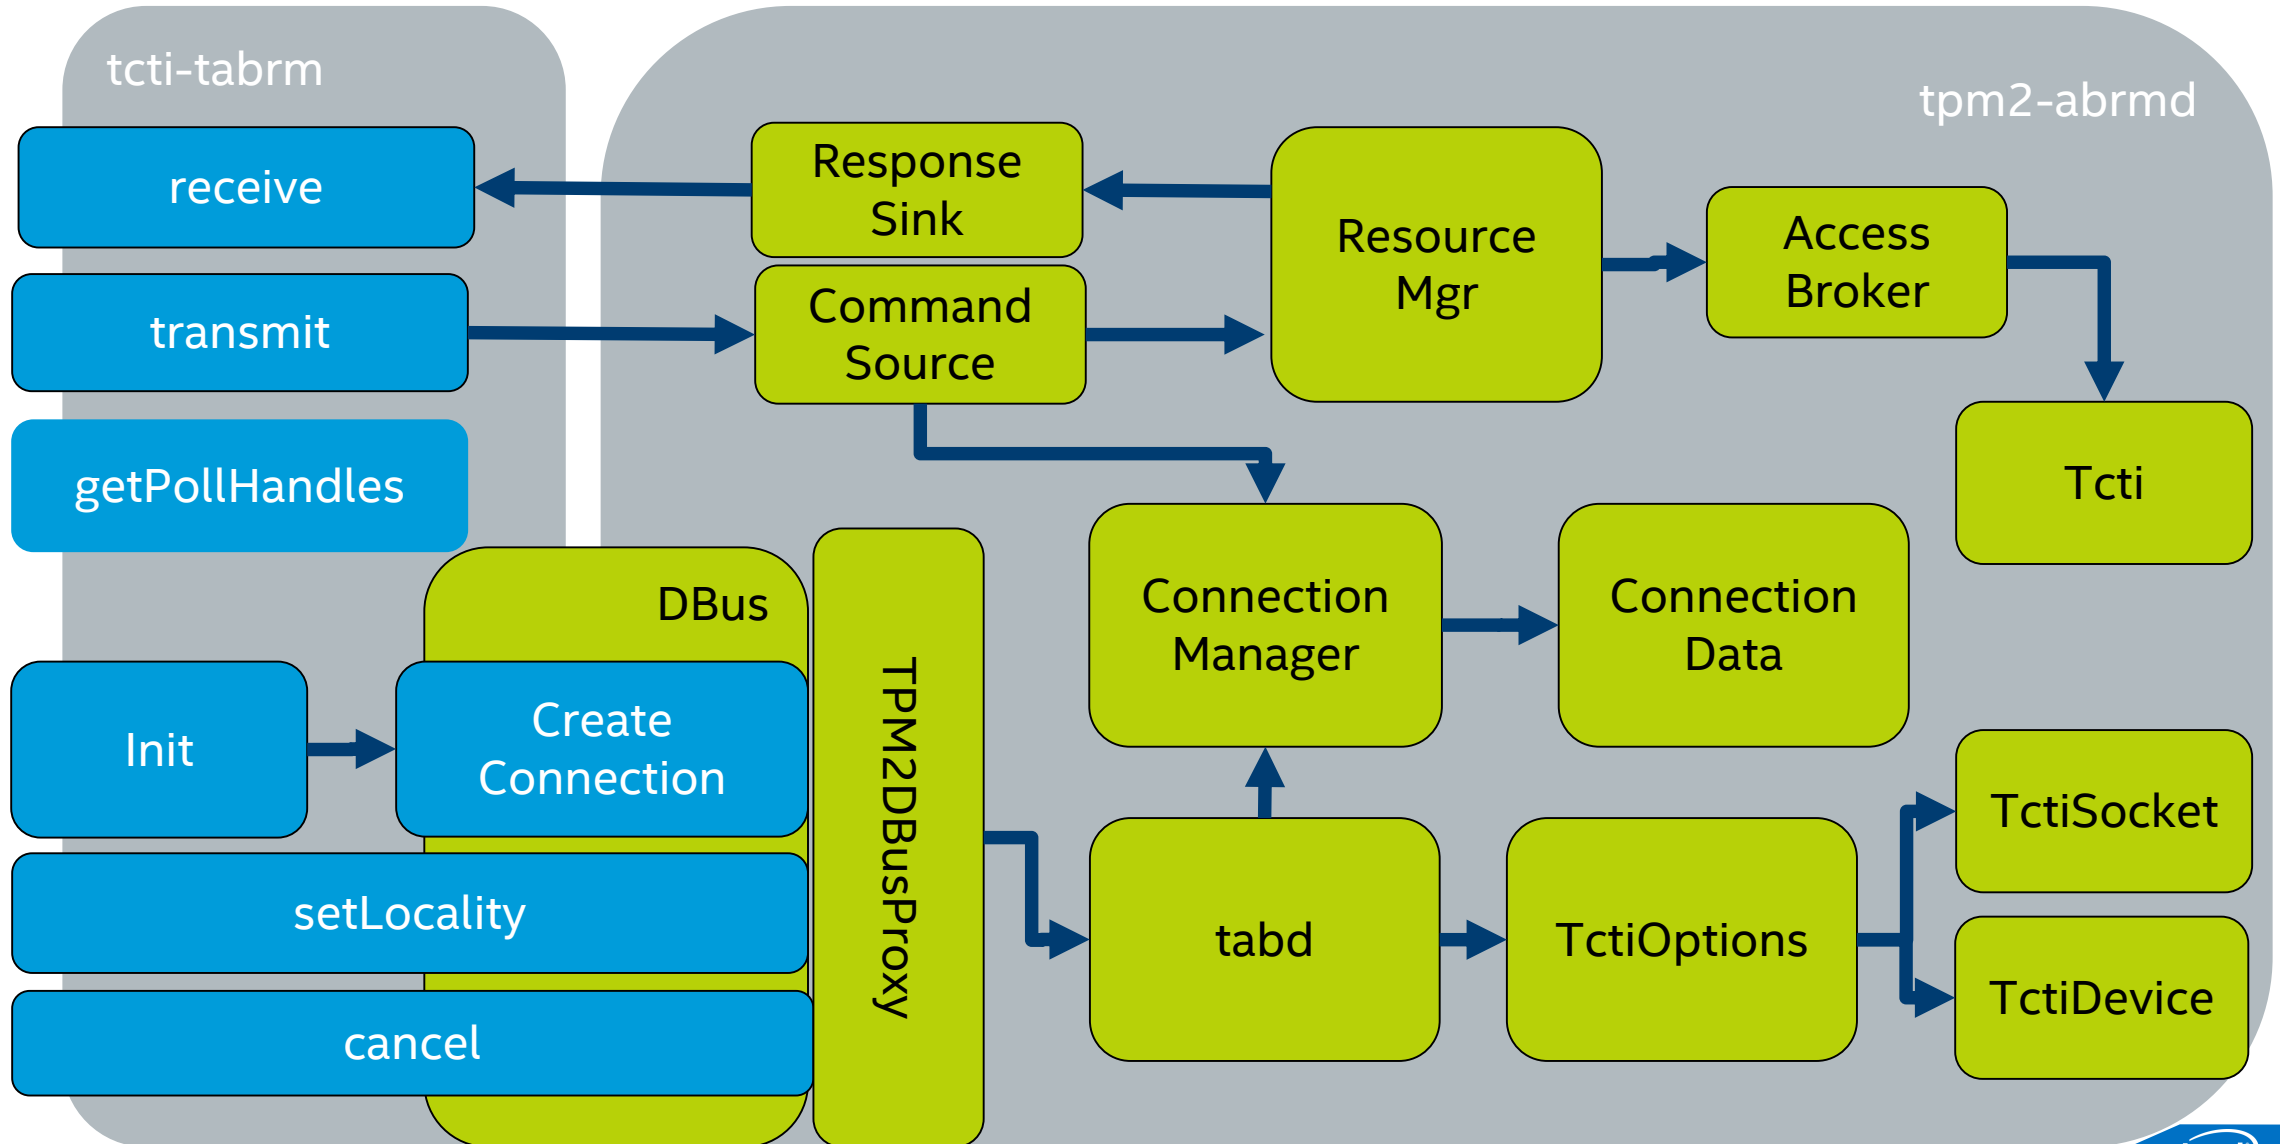 tcti-tabrm
tpm2-abrmd
receive
Response
Sink
Resource
Mgr
Access
Broker
transmit
Command
Source
getPollHandles
Tcti
DBus
TPM2DBusProxy
Connection
Manager
Connection
Data
Init
Create
Connection
TctiSocket
setLocality
tabd
TctiOptions
TctiDevice
cancel